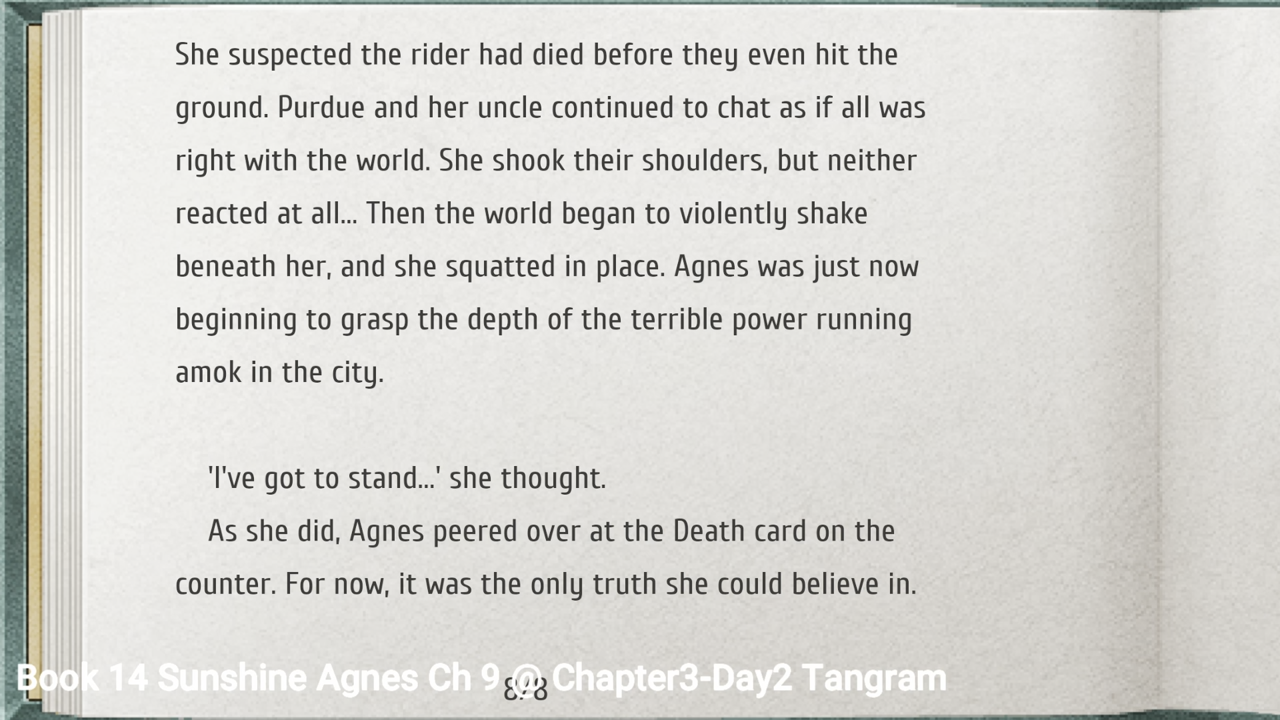 She suspected the rider had died before they even hit the
ground. Purdue and her uncle continued to chat as if all was
right with the world. She shook their shoulders, but neither
reacted at all... Then the world began to violently shake
beneath her, and she squatted in place. Agnes was just now
beginning to grasp the depth of the terrible power running
amok in the city.
'I've got to stand...' she thought.
As she did, Agnes peered over at the Death card on the
counter. For now, it was the only truth she could believe in.
Book 14 Sunshine Agnes Ch 9 @ Chapter3-Day2 Tangram
8/8